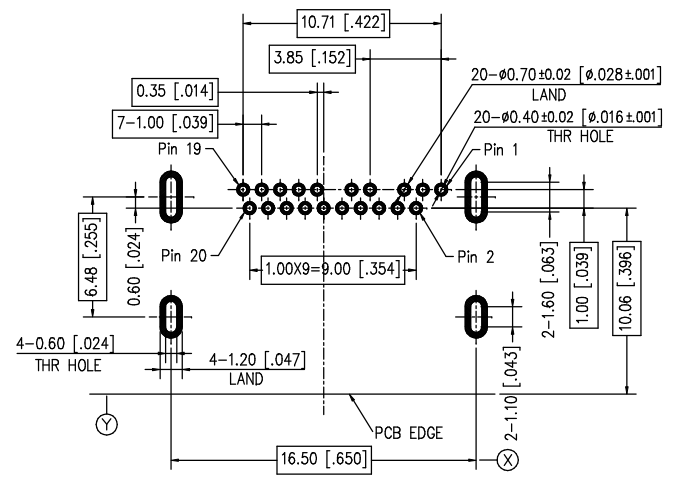 10.71 [.422]
3.85 [.152]
20-ø0.70±0.02 [ø.028±.001]
LAND
0.35 [.014]
20-ø0.40±0.02 [ø.016±.001]
THR HOLE
7-1.00 [.039]
Pin 19
Pin 1
Pin 20
Pin 2
1.00X9=9.00 [.354]
6.48 [.255]
0.60 [.024]
2-1.60 [.063]
1.00 [.039]
10.06 [.396]
4-0.60 [.024]
THR HOLE
4-1.20 [.047]
LAND
2-1.10 [.043]
Y
PCB EDGE
16.50 [.650]
X